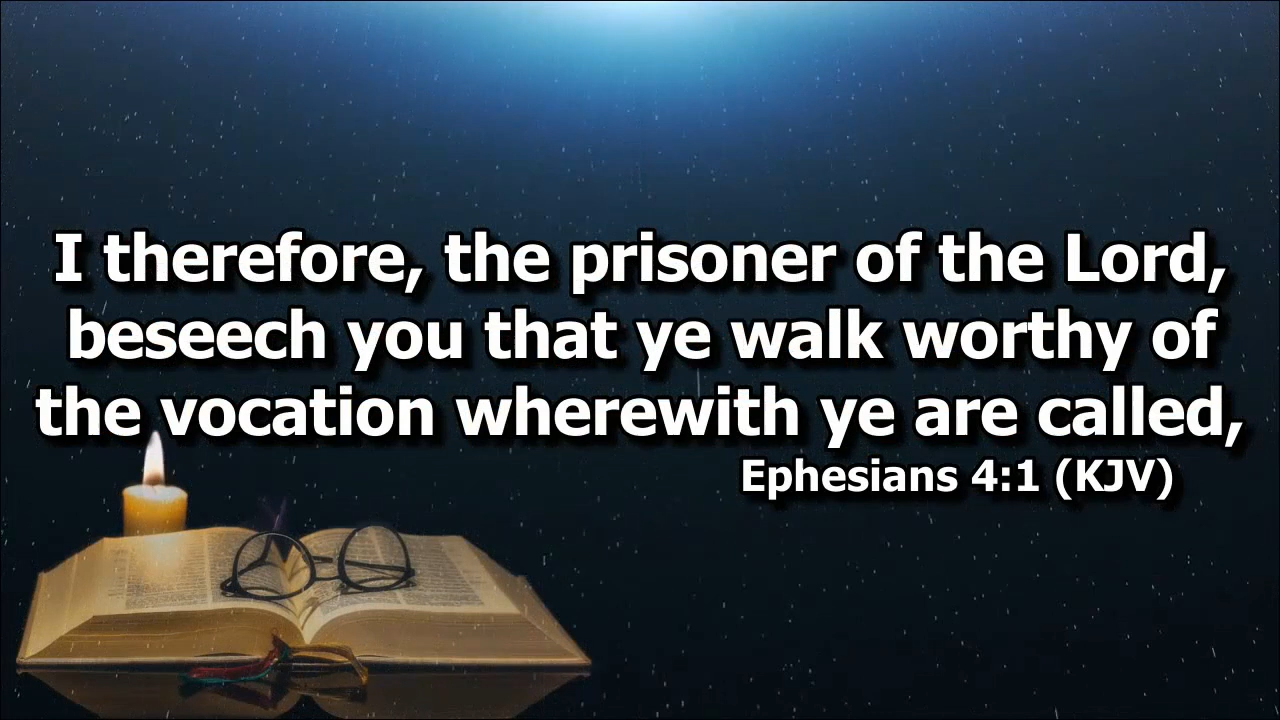 I therefore, the prisoner of the Lord,
beseech you that ye walk worthy of
the vocation wherewith ye are called,
Ephesians 4:1 (KJV)